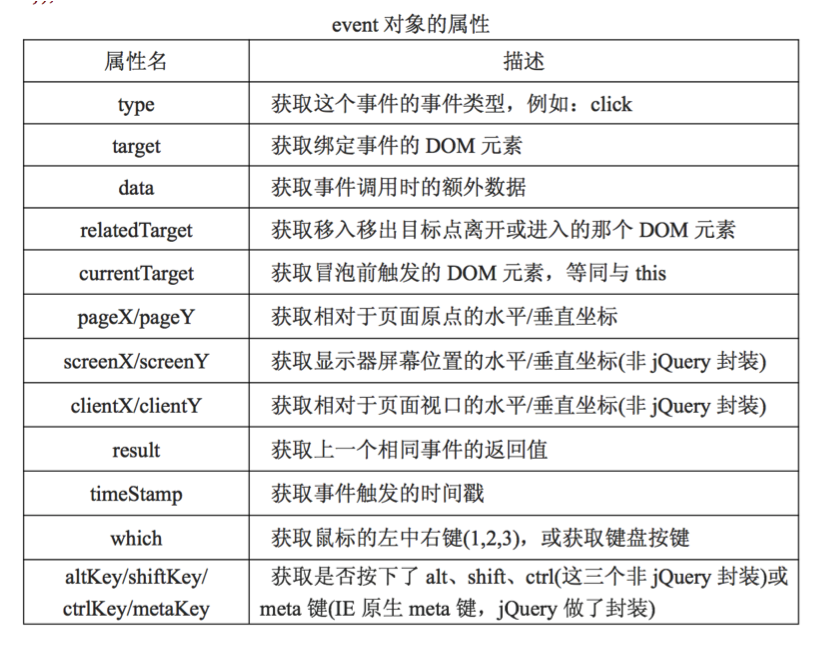 event 对象的属性
属性名 描述
type 获取这个事件的事件类型，例如：click
target 获取绑定事件的 DOM 元素
data 获取事件调用时的额外数据
relatedTarget 获取移入移出目标点离开或进入的那个 DOM 元素
currentTarget 获取冒泡前触发的 DOM 元素，等同与 this
pageX/pageY 获取相对于页面原点的水平/垂直坐标
screenX/screenY 获取显示器屏幕位置的水平/垂直坐标(非 jQuery 封装)
clientX/clientY 获取相对于页面视口的水平/垂直坐标(非 jQuery 封装)
result 获取上一个相同事件的返回值
timeStamp 获取事件触发的时间戳
which 获取鼠标的左中右键(1,2,3)，或获取键盘按键
altKey/shiftKey/ 获取是否按下了 alt、shift、ctrl(这三个非 jQuery 封装)或
ctrlKey/metaKey meta 键(IE 原生 meta 键，jQuery 做了封装)